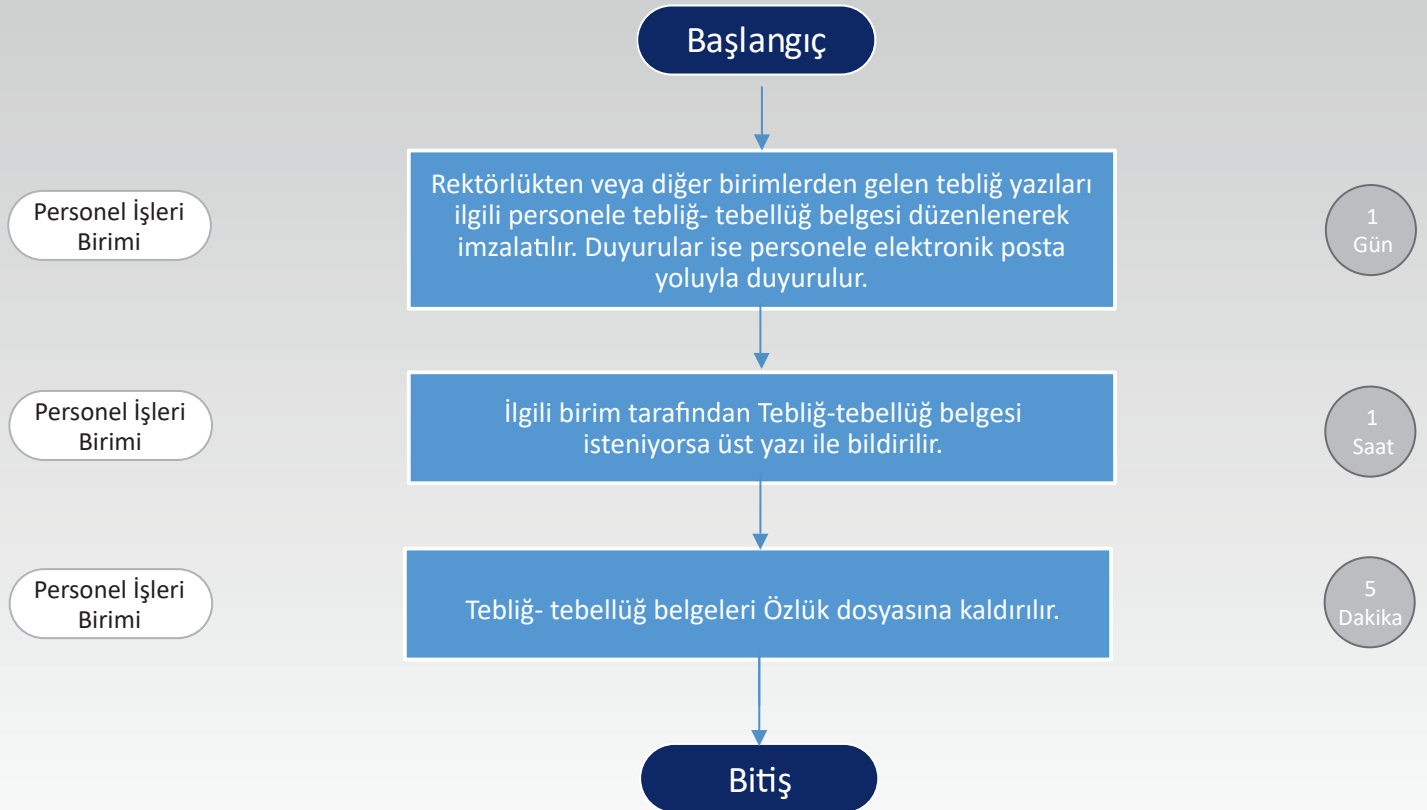 Başlangıç
Personel İşleri
Birimi
Rektörlükten veya diğer birimlerden gelen tebliğ yazıları
ilgili personele tebliğ- tebellüğ belgesi düzenlenerek
imzalatılır. Duyurular ise personele elektronik posta
yoluyla duyurulur.
1
Gün
Personel İşleri
Birimi
İlgili birim tarafından Tebliğ-tebellüğ belgesi
isteniyorsa üst yazı ile bildirilir.
1
Saat
Personel İşleri
Birimi
Tebliğ- tebellüğ belgeleri Özlük dosyasına kaldırılır.
5
Dakika
Bitiş